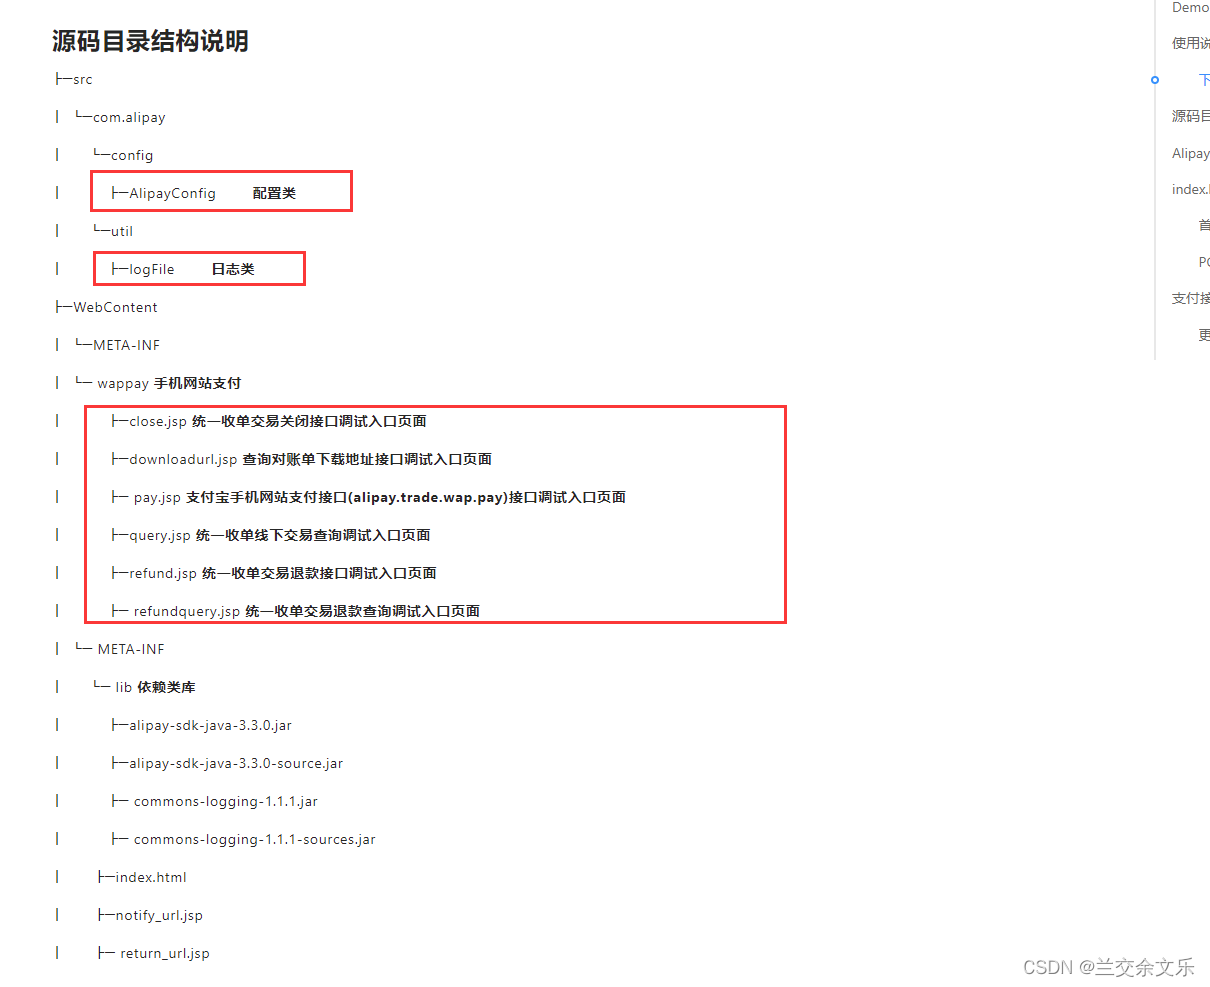 源码目录结构说明
├─src
│ └─com.alipay
│ └─config
│ ├─AlipayConfig 配置类
│ └─util
│ ├─logFile 日志类
├─WebContent
│ └─META-INF
│ └─ wappay 手机网站支付
│ ├─close.jsp 统一收单交易关闭接口调试入口页面
│ ├─downloadurl.jsp 查询对账单下载地址接口调试入口页面
│ ├─ pay.jsp 支付宝手机网站支付接口(alipay.trade.wap.pay)接口调试入口页面
│ ├─query.jsp 统一收单线下交易查询调试入口页面
│ ├─refund.jsp 统一收单交易退款接口调试入口页面
│ ├─ refundquery.jsp 统一收单交易退款查询调试入口页面
│ └─ META-INF
│ └─ lib 依赖类库
│ ├─alipay-sdk-java-3.3.0.jar
│ ├─alipay-sdk-java-3.3.0-source.jar
│ ├─ commons-logging-1.1.1.jar
│ ├─ commons-logging-1.1.1-sources.jar
│ ├─index.html
│ ├─notify_url.jsp
│ ├─ return_url.jsp
Demo
使用说
下
源码目
Alipay
index.
首
PC
支付接
更
CSDN @兰交余文乐